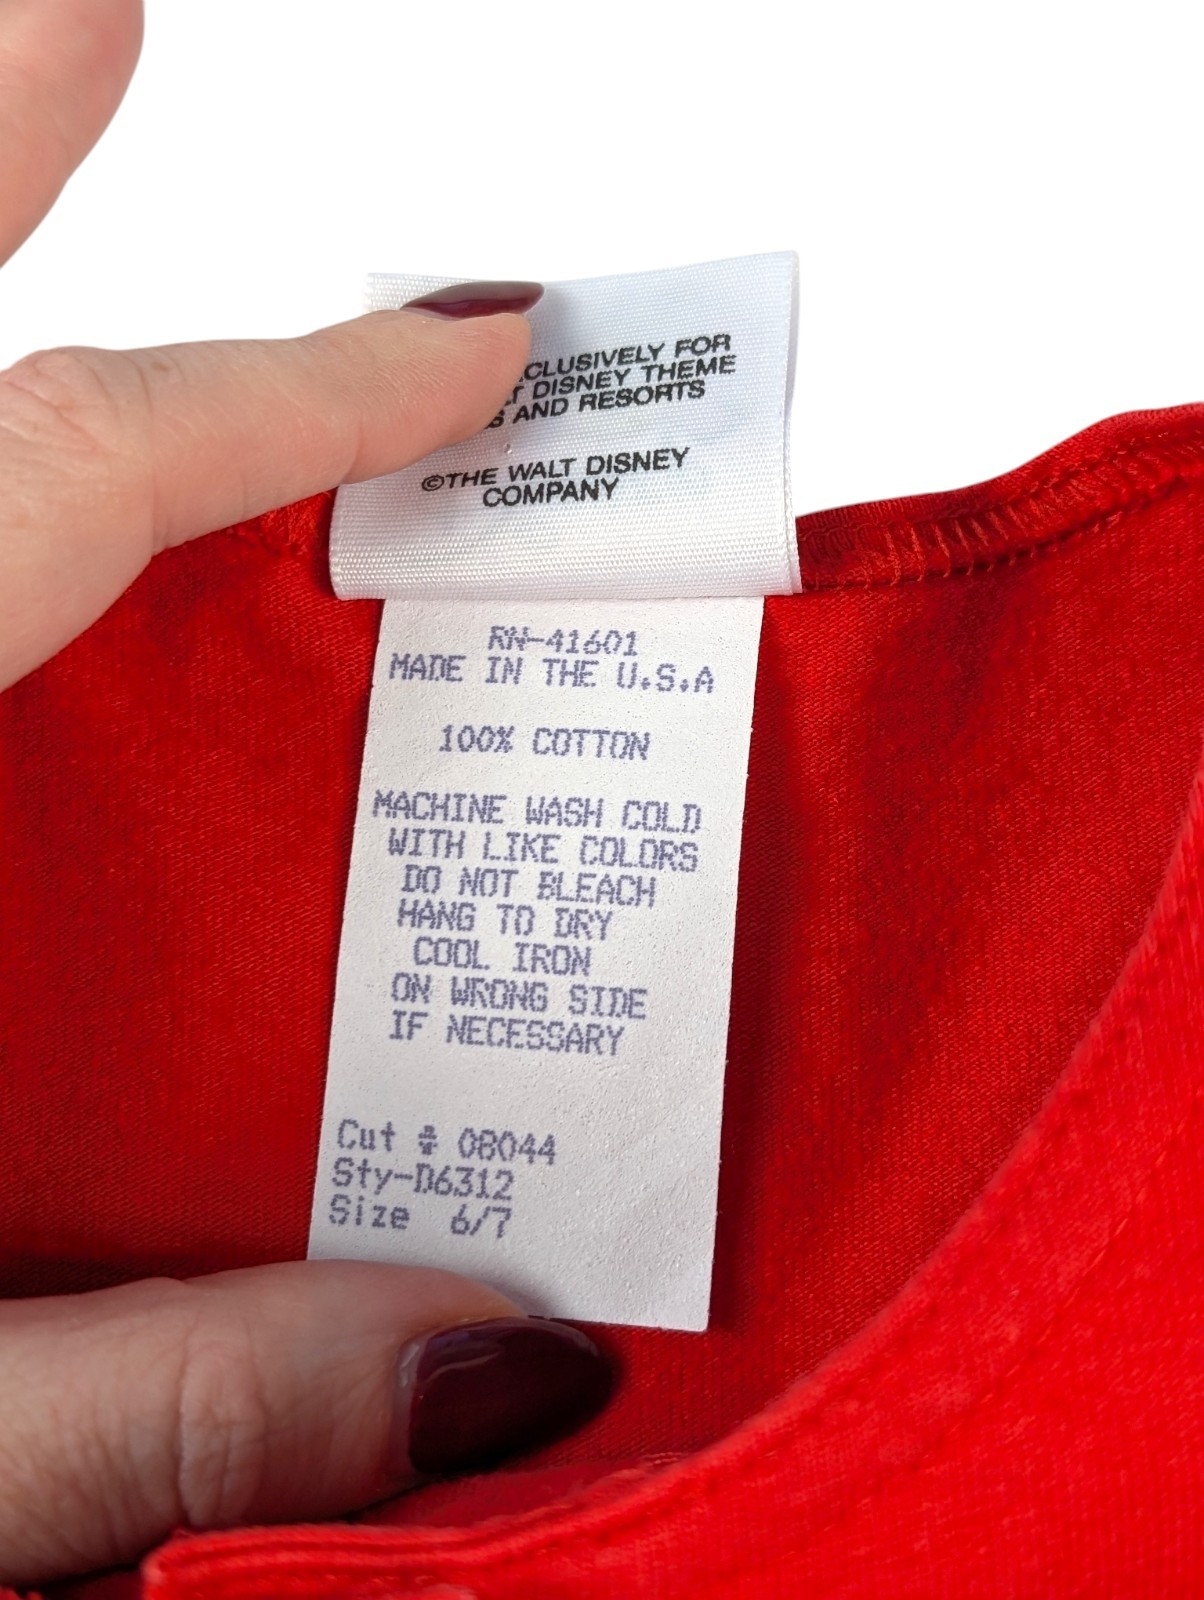 FOR
DISNEY THEME
AND RESORTS
©THE WALT DISNEY
COMPANY
RN-41601
MADE IN THE U.S.A
100% COTTON
MACHINE WASH COLD
WITH LIKE COLORS
DO NOT BLEACH
HANG TO DRY
COOL IRON
ON WRONG SIDE
IF NECESSARY
Cut # 08044
Sty-D6312
Size 6/7